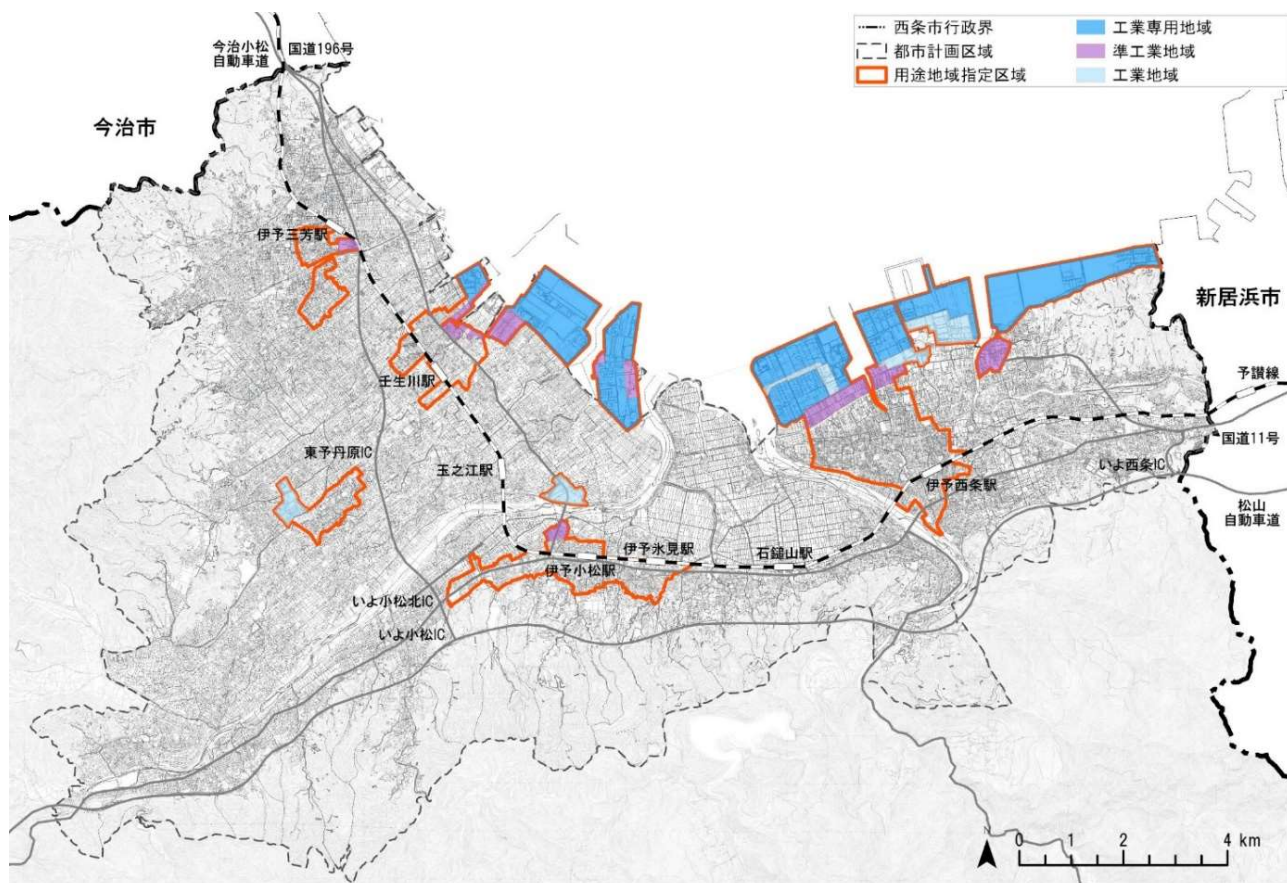 西条市行政界
都市計画区域
用途地域指定区域
工業専用地域
準工業地域
工業地域
今治小松
自動車道
国道196号
今治市
伊予三芳駅
壬生川駅
新居浜市
予讃線
国道11号
東予丹原IC
玉之江駅
いよ西条IC
伊予西条駅
松山
自動車道
伊予氷見駅
石鎚山駅
伊予小松駅
いよ小松北IC
いよ小松IC
N
0 1 2 4 km